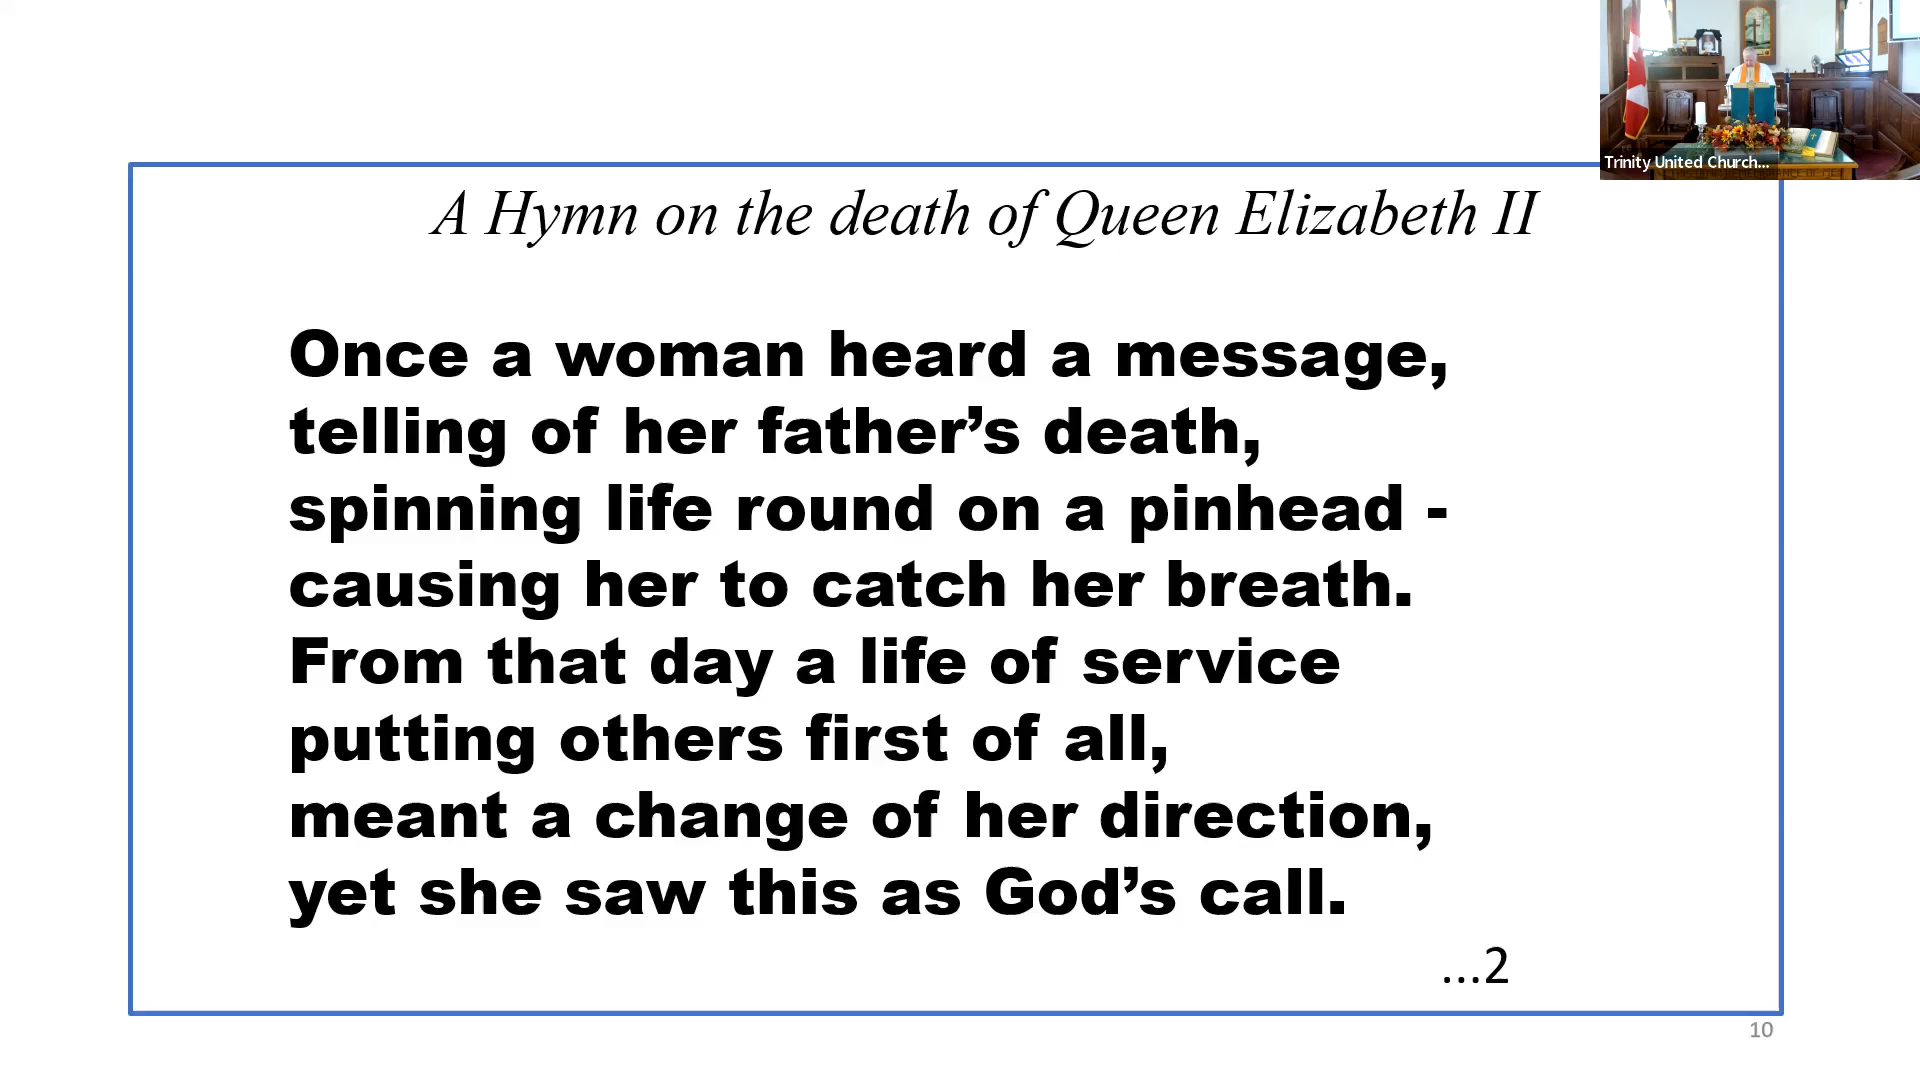 Trinity United Church...
A Hymn on the death of Queen Elizabeth II
Once a woman heard a message,
telling of her father’s death,
spinning life round on a pinhead -
causing her to catch her breath.
From that day a life of service
putting others first of all,
meant a change of her direction,
yet she saw this as God’s call.
...2
10